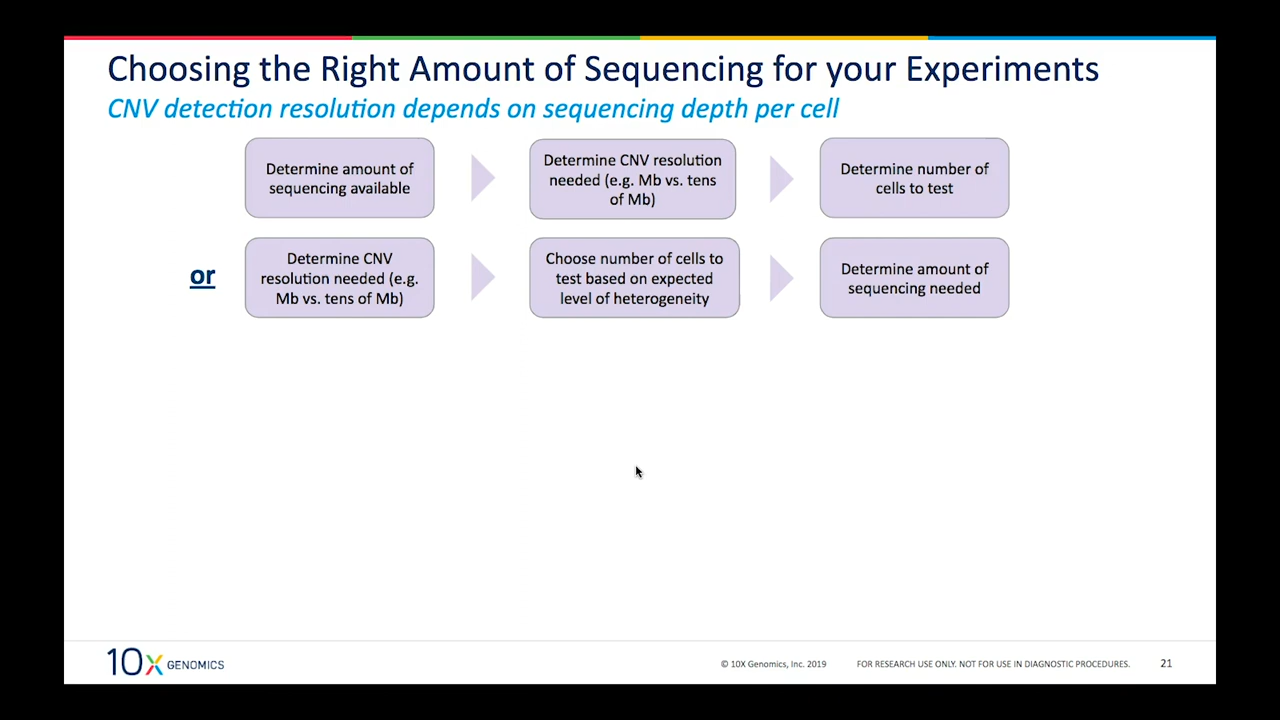 Choosing the Right Amount of Sequencing for your Experiments
CNV detection resolution depends on sequencing depth per cell
Determine amount of
sequencing available
Determine CNV resolution
needed (e.g. Mb vs. tens
of Mb)
Determine number of
cells to test
or
Determine CNV
resolution needed (e.g.
Mb vs. tens of Mb)
Choose number of cells to
test based on expected
level of heterogeneity
Determine amount of
sequencing needed
10X GENOMICS
© 10X Genomics, Inc. 2019
FOR RESEARCH USE ONLY. NOT FOR USE IN DIAGNOSTIC PROCEDURES.
21